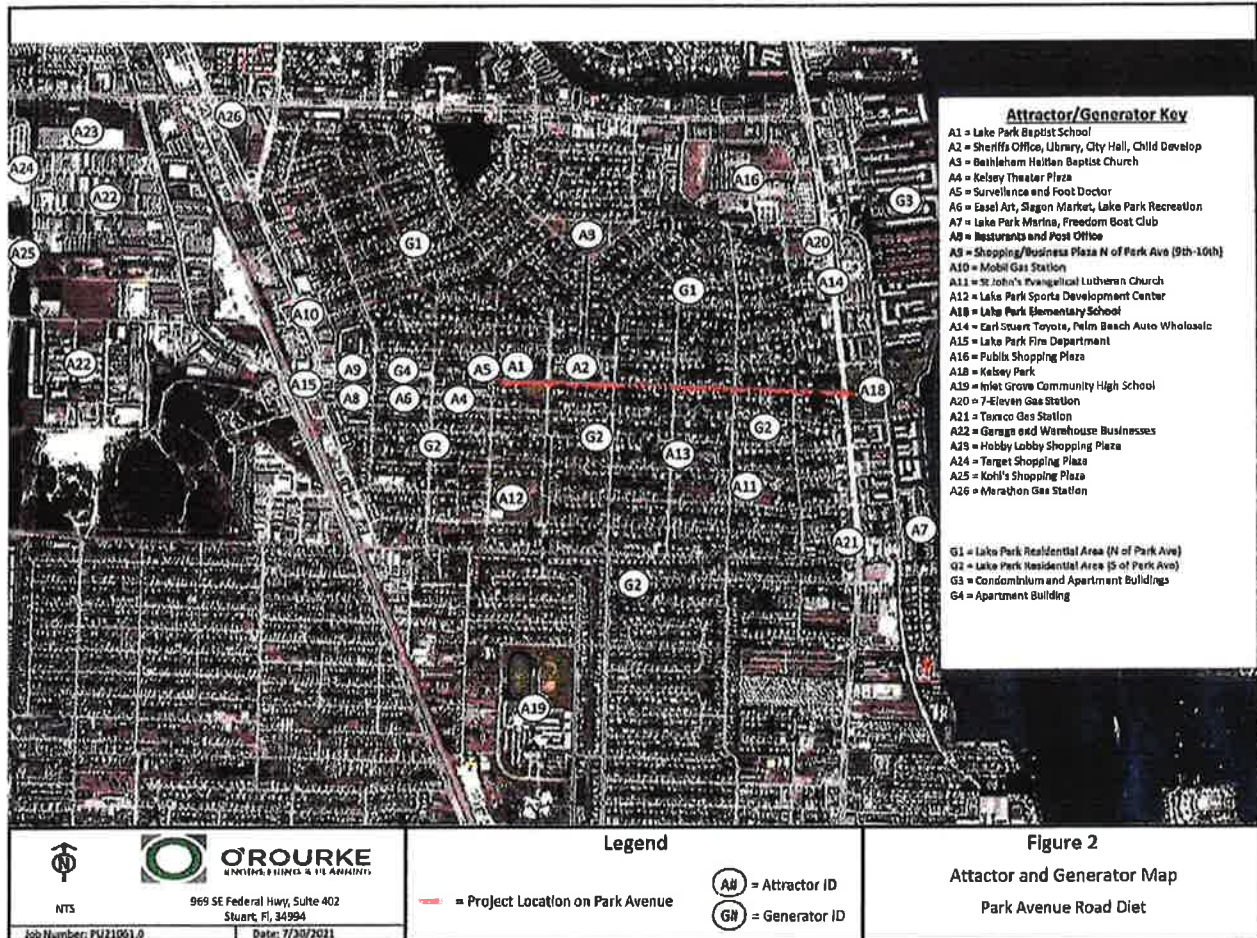 A23
A26
A24
A22
A16
G3
A25
G1
A3
A20
G1
A14
A10
A22
A9
G4
A5
A1
A2
A15
A18
A8
A6
A4
G2
G2
G2
A13
A12
A11
A21
A7
G2
A19
Attractor/Generator Key
A1 = Lake Park Baptist School
A2 = Sheriffs Office, Library, City Hall, Child Develop
A3 = Bethlehem Haitian Baptist Church
A4 = Kelsey Theater Plaza
A5 = Surveilance and Foot Doctor
A6 = Easel Art, Siagon Market, Lake Park Recreation
A7 = Lake Park Marina, Freedom Boat Club
A8 = Resturants and Post Office
A9 = Shopping/Business Plaza N of Park Ave (9th-10th)
A10 = Mobil Gas Station
A11 = St John's Evangelical Lutheran Church
A12 = Lake Park Sports Development Center
A13 = Lake Park Elementary School
A14 = Earl Stuart Toyota, Palm Beach Auto Wholesale
A15 = Lake Park Fire Department
A16 = Publix Shopping Plaza
A18 = Kelsey Park
A19 = Inlet Grove Community High School
A20 = 7-Eleven Gas Station
A21 = Texaco Gas Station
A22 = Garage and Warehouse Businesses
A23 = Hobby Lobby Shopping Plaza
A24 = Target Shopping Plaza
A25 = Kohl's Shopping Plaza
A26 = Marathon Gas Station
G1 = Lake Park Residential Area (N of Park Ave)
G2 = Lake Park Residential Area (S of Park Ave)
G3 = Condominium and Apartment Buildings
G4 = Apartment Building
N
NTS
O'ROURKE
ENGINEERING & PLANNING
969 SE Federal Hwy, Suite 402
Stuart, Fl, 34994
Job Number: PU21061.0
Date: 7/30/2021
Legend
= Project Location on Park Avenue
A# = Attractor ID
G# = Generator ID
Figure 2
Attactor and Generator Map
Park Avenue Road Diet